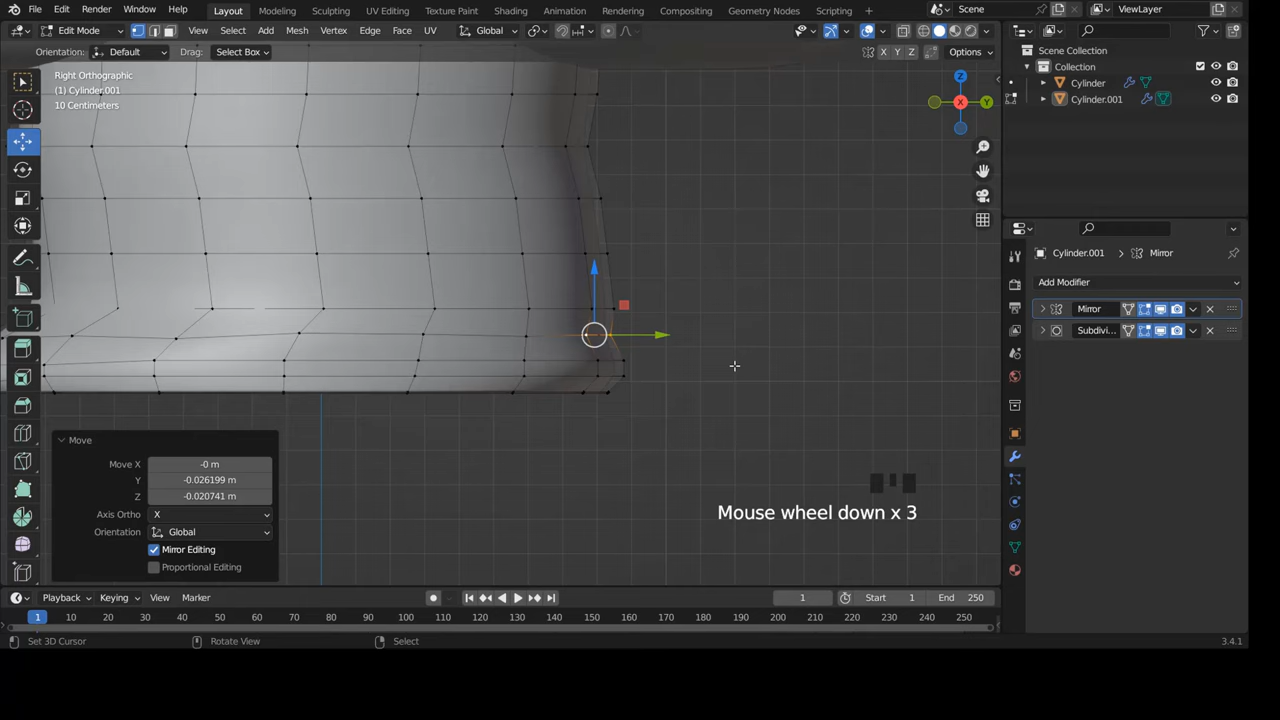 File Edit Render Window Help Layout Modeling Sculpting UV Editing Texture Paint Shading Animation Rendering Compositing Geometry Nodes Scripting Scene ViewLayer
Edit Mode View Select Add Mesh Vertex Edge Face UV Global
Orientation: Default Drag: Select Box X Y Z Options
Right Orthographic
(1) Cylinder.001
10 Centimeters
Z
X
Y
Scene Collection
Collection
Cylinder
Cylinder.001
Cylinder.001 Mirror
Add Modifier
Mirror
Subdivi...
Move
Move X -0 m
Y -0.026199 m
Z -0.020741 m
Axis Ortho X
Orientation Global
Mirror Editing
Proportional Editing
Mouse wheel down x 3
Playback Keying View Marker 1 Start 1 End 250
1 10 20 30 40 50 60 70 80 90 100 110 120 130 140 150 160 170 180 190 200 210 220 230 240 250
Set 3D Cursor Rotate View Select 3.4.1